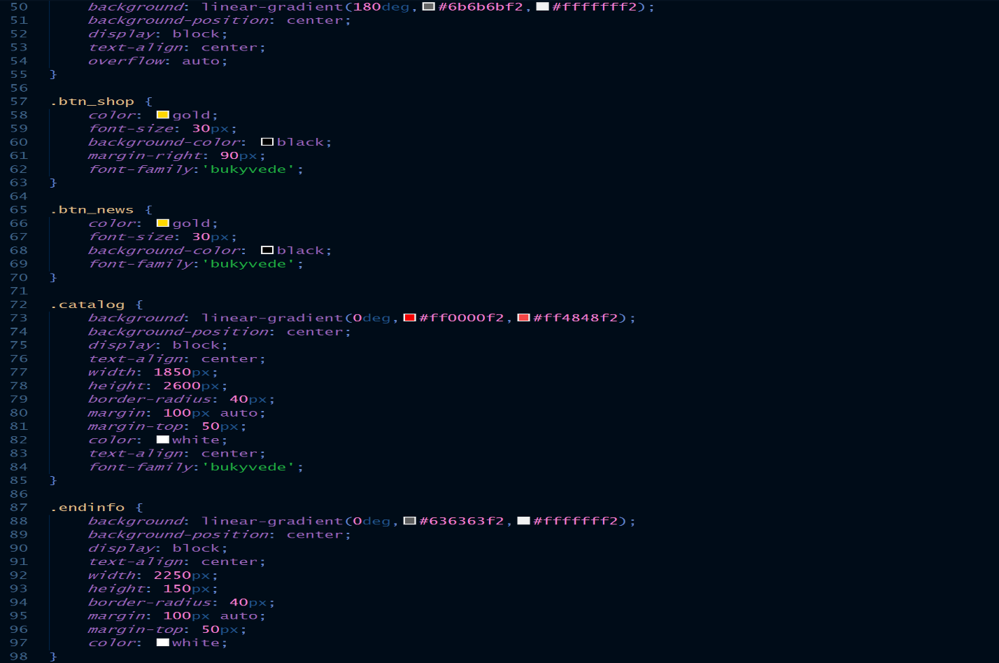 50 background: linear-gradient(180deg, #6b6b6bf2, #fffffff2);
51 background-position: center;
52 display: block;
53 text-align: center;
54 overflow: auto;
55 }
56
57 .btn_shop {
58 color: gold;
59 font-size: 30px;
60 background-color: black;
61 margin-right: 90px;
62 font-family:'bukyvede';
63 }
64
65 .btn_news {
66 color: gold;
67 font-size: 30px;
68 background-color: black;
69 font-family:'bukyvede';
70 }
71
72 .catalog {
73 background: linear-gradient(0deg, #ff0000f2, #ff4848f2);
74 background-position: center;
75 display: block;
76 text-align: center;
77 width: 1850px;
78 height: 2600px;
79 border-radius: 40px;
80 margin: 100px auto;
81 margin-top: 50px;
82 color: white;
83 text-align: center;
84 font-family:'bukyvede';
85 }
86
87 .endinfo {
88 background: linear-gradient(0deg, #636363f2, #fffffff2);
89 background-position: center;
90 display: block;
91 text-align: center;
92 width: 2250px;
93 height: 150px;
94 border-radius: 40px;
95 margin: 100px auto;
96 margin-top: 50px;
97 color: white;
98 }